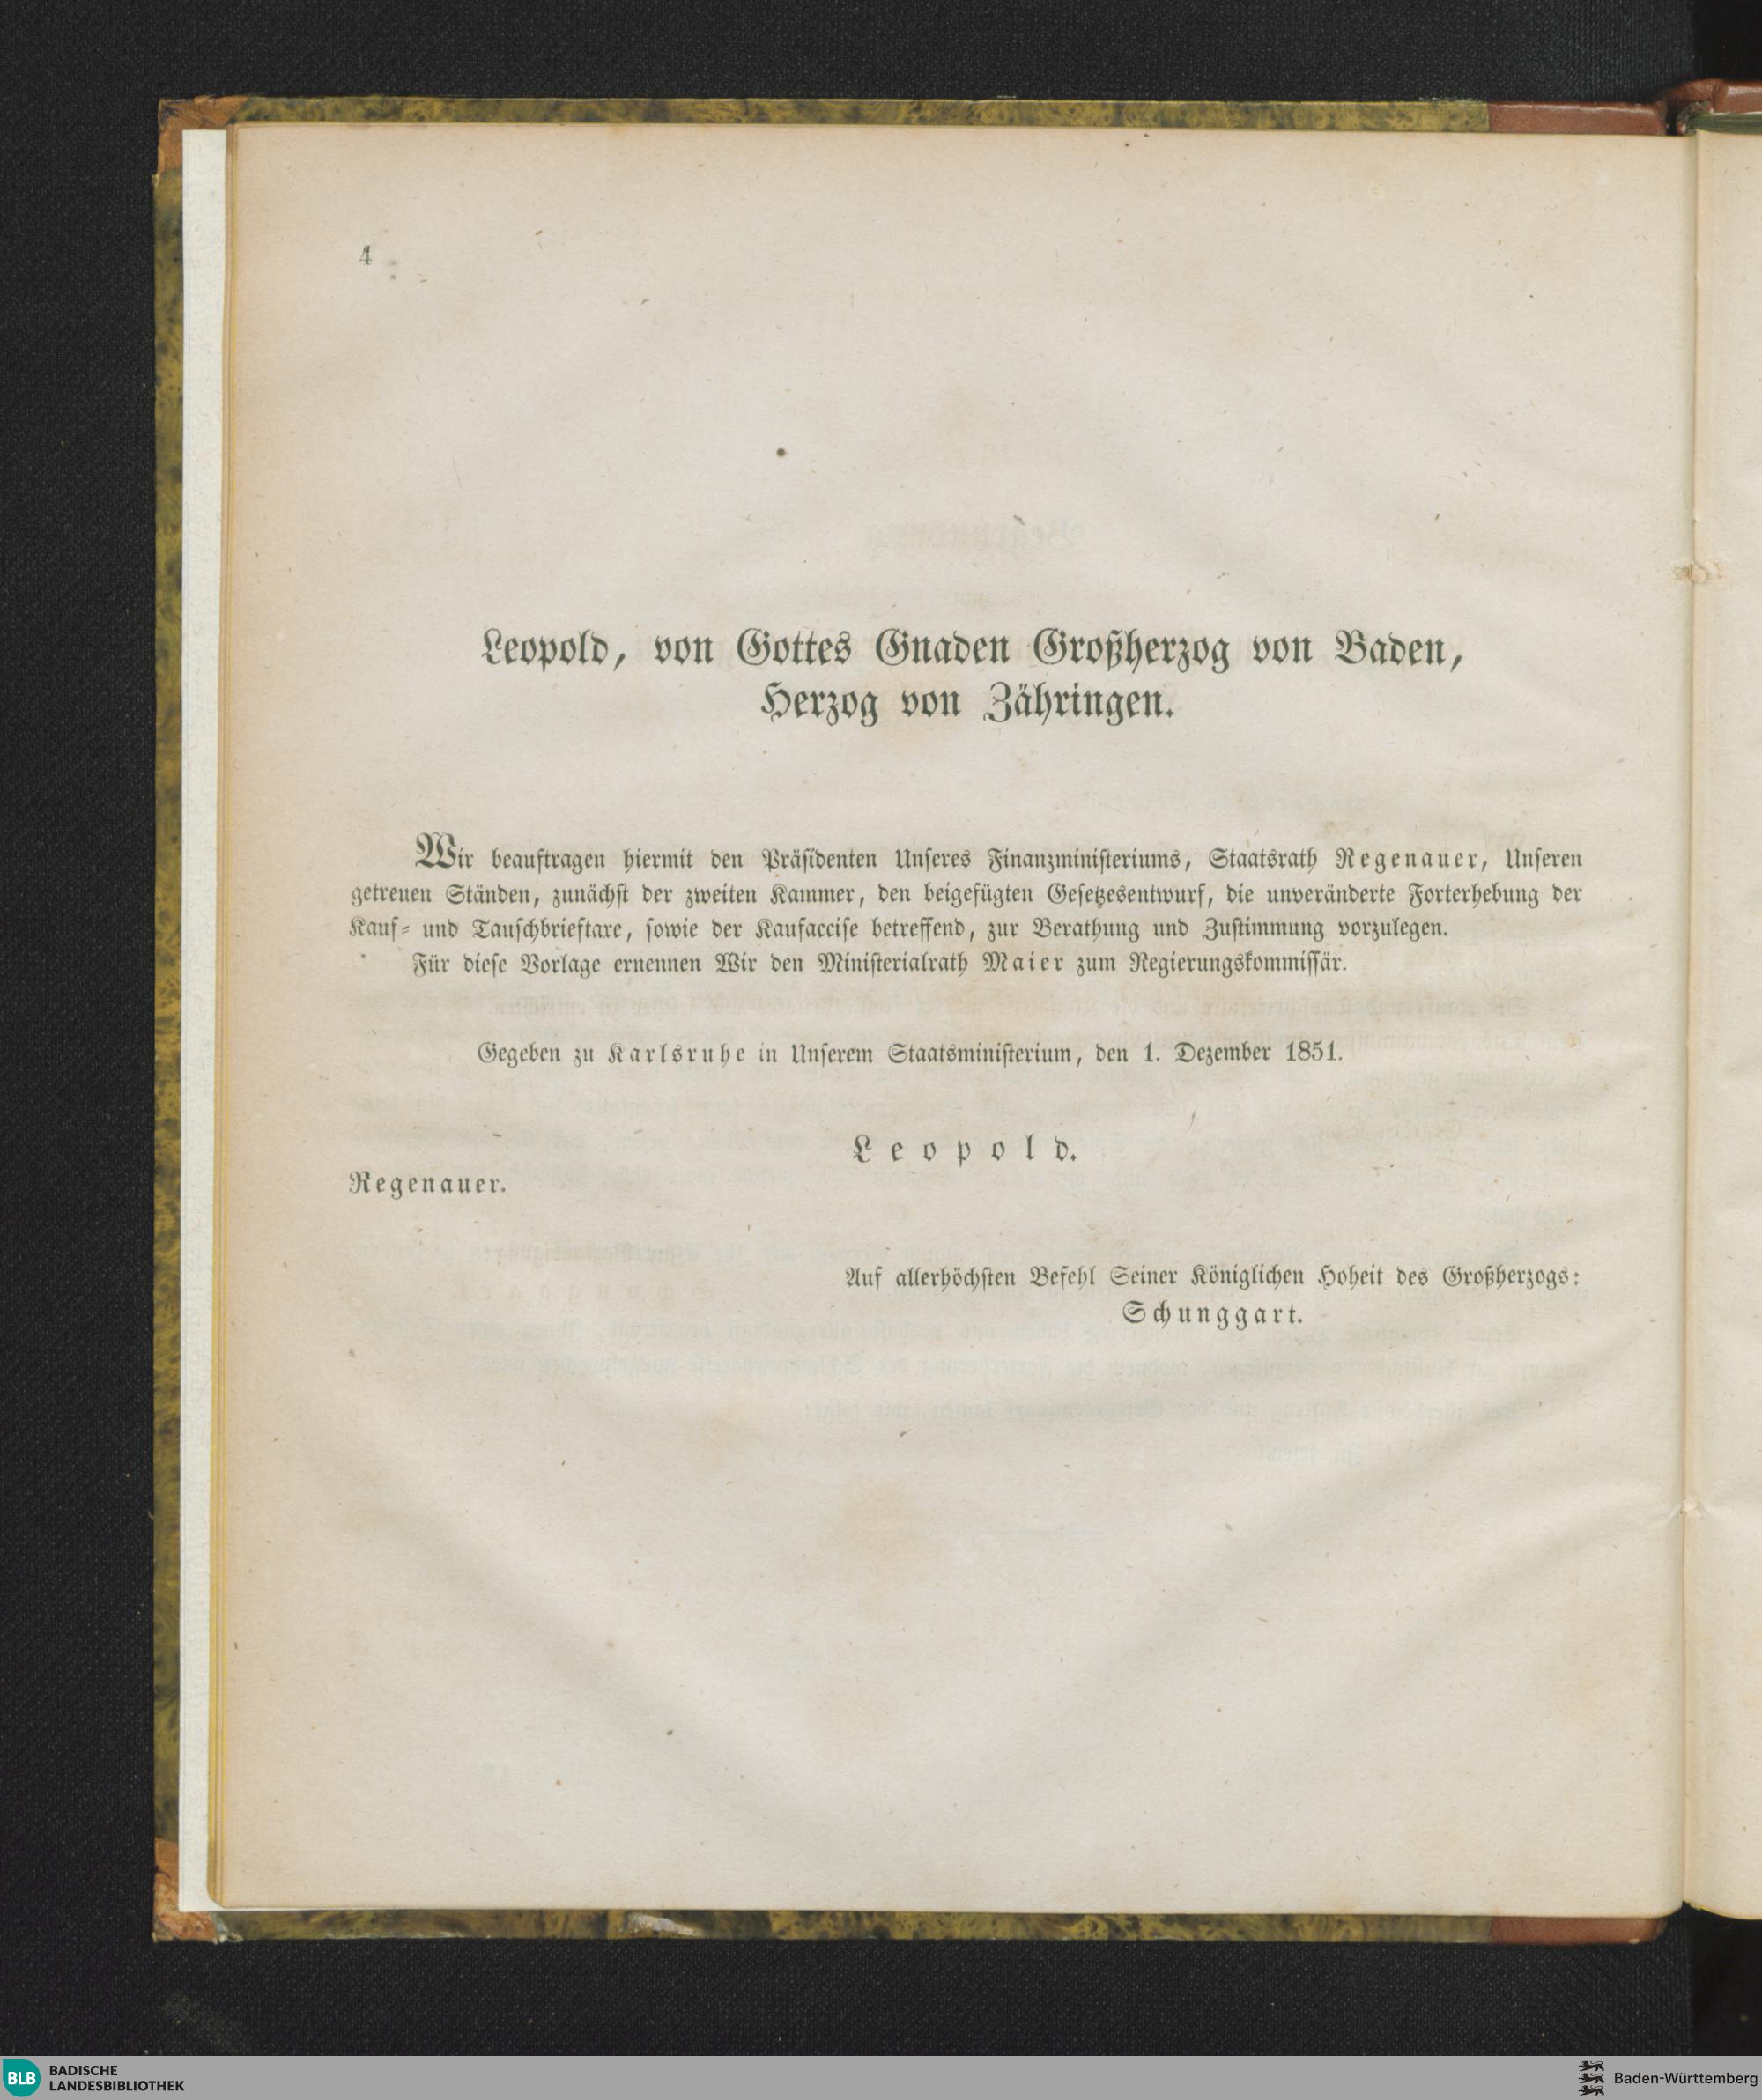 4
Leopold, von Gottes Gnaden Großherzog von Baden,
Herzog von Zähringen.
Wir beauftragen hiermit den Präsidenten Unseres Finanzministeriums, Staatsrath Regenauer, Unseren
getreuen Ständen, zunächst der zweiten Kammer, den beigefügten Gesetzesentwurf, die unveränderte Forterhebung der
Kauf- und Tauschbrieftaxe, sowie der Kaufaccise betreffend, zur Berathung und Zustimmung vorzulegen.
Für diese Vorlage ernennen Wir den Ministerialrath Maier zum Regierungskommissär.
Gegeben zu Karlsruhe in Unserem Staatsministerium, den 1. Dezember 1851.
Leopold.
Regenauer.
Auf allerhöchsten Befehl Seiner Königlichen Hoheit des Großherzogs:
Schunggart.
BLB BADISCHE
LANDESBIBLIOTHEK
Baden-Württemberg